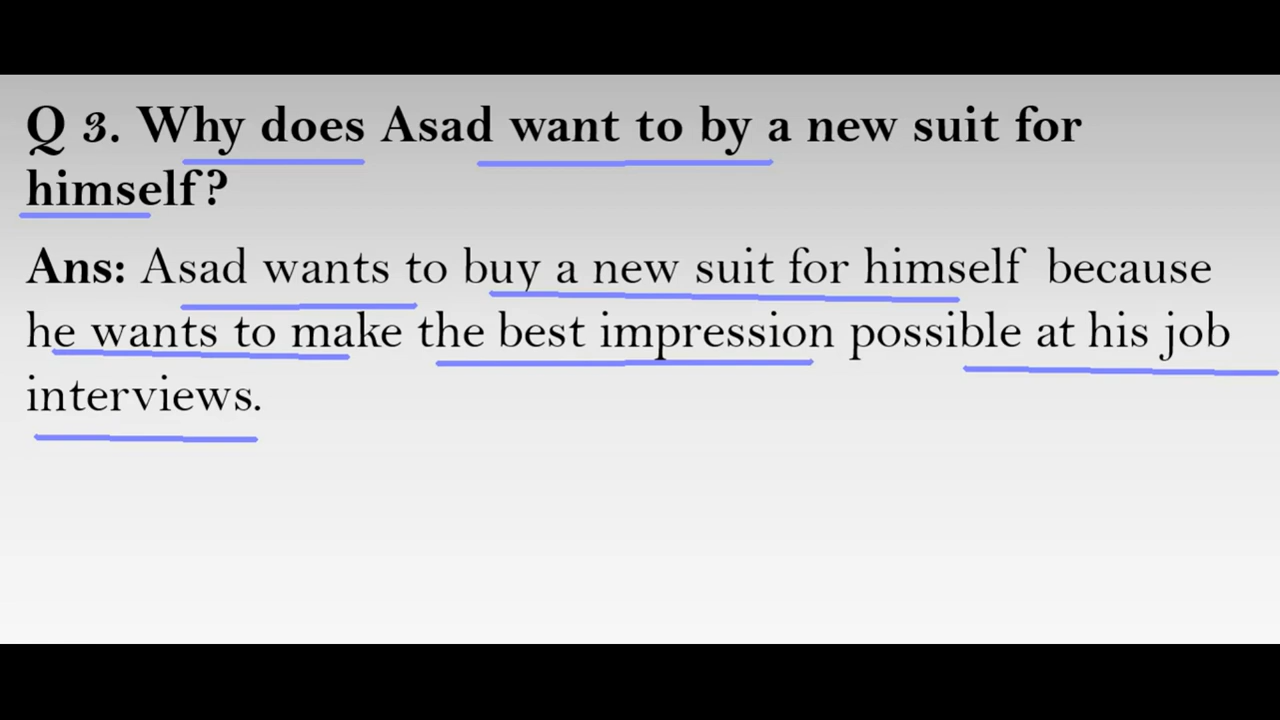 Q 3. Why does Asad want to by a new suit for
himself?
Ans: Asad wants to buy a new suit for himself because
he wants to make the best impression possible at his job
interviews.